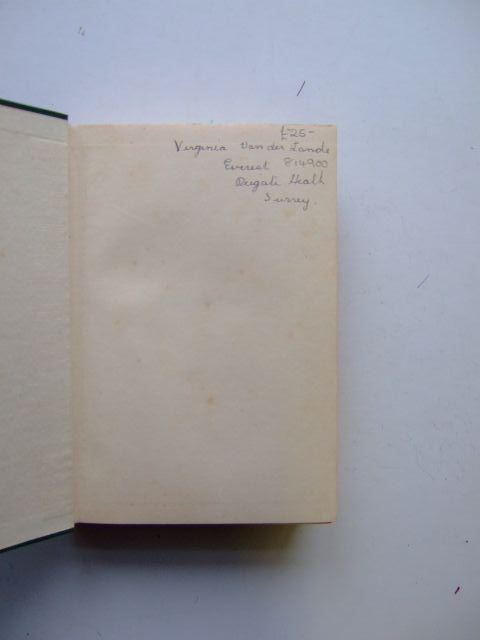 £25-
Virginia Van der Lande
Everest 814900
Reigate Heath
Surrey.